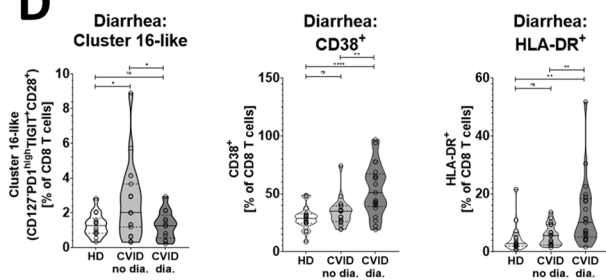 D
Diarrhea:
Cluster 16-like
Cluster 16-like
(CD127⁻PD1ʰⁱᵍʰTIGIT⁺CD28⁺)
[% of CD8 T cells]
10
8
6
4
2
0
*
ns
*
HD
CVID
no dia.
CVID
dia.
Diarrhea:
CD38⁺
CD38⁺
[% of CD8 T cells]
150
100
50
0
**
****
ns
HD
CVID
no dia.
CVID
dia.
Diarrhea:
HLA-DR⁺
HLA-DR⁺
[% of CD8 T cells]
60
40
20
0
**
**
ns
HD
CVID
no dia.
CVID
dia.